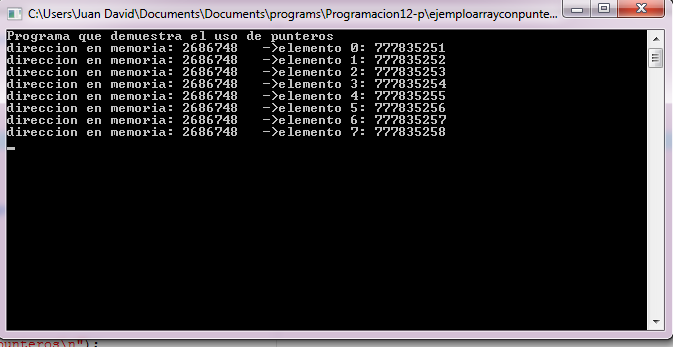 C:\Users\Juan David\Documents\Documents\programs\Programacion12-p\ejemploarrayconpunte...
Programa que demuestra el uso de punteros
direccion en memoria: 2686748 ->elemento 0: 777835251
direccion en memoria: 2686748 ->elemento 1: 777835252
direccion en memoria: 2686748 ->elemento 2: 777835253
direccion en memoria: 2686748 ->elemento 3: 777835254
direccion en memoria: 2686748 ->elemento 4: 777835255
direccion en memoria: 2686748 ->elemento 5: 777835256
direccion en memoria: 2686748 ->elemento 6: 777835257
direccion en memoria: 2686748 ->elemento 7: 777835258
punteros\n");